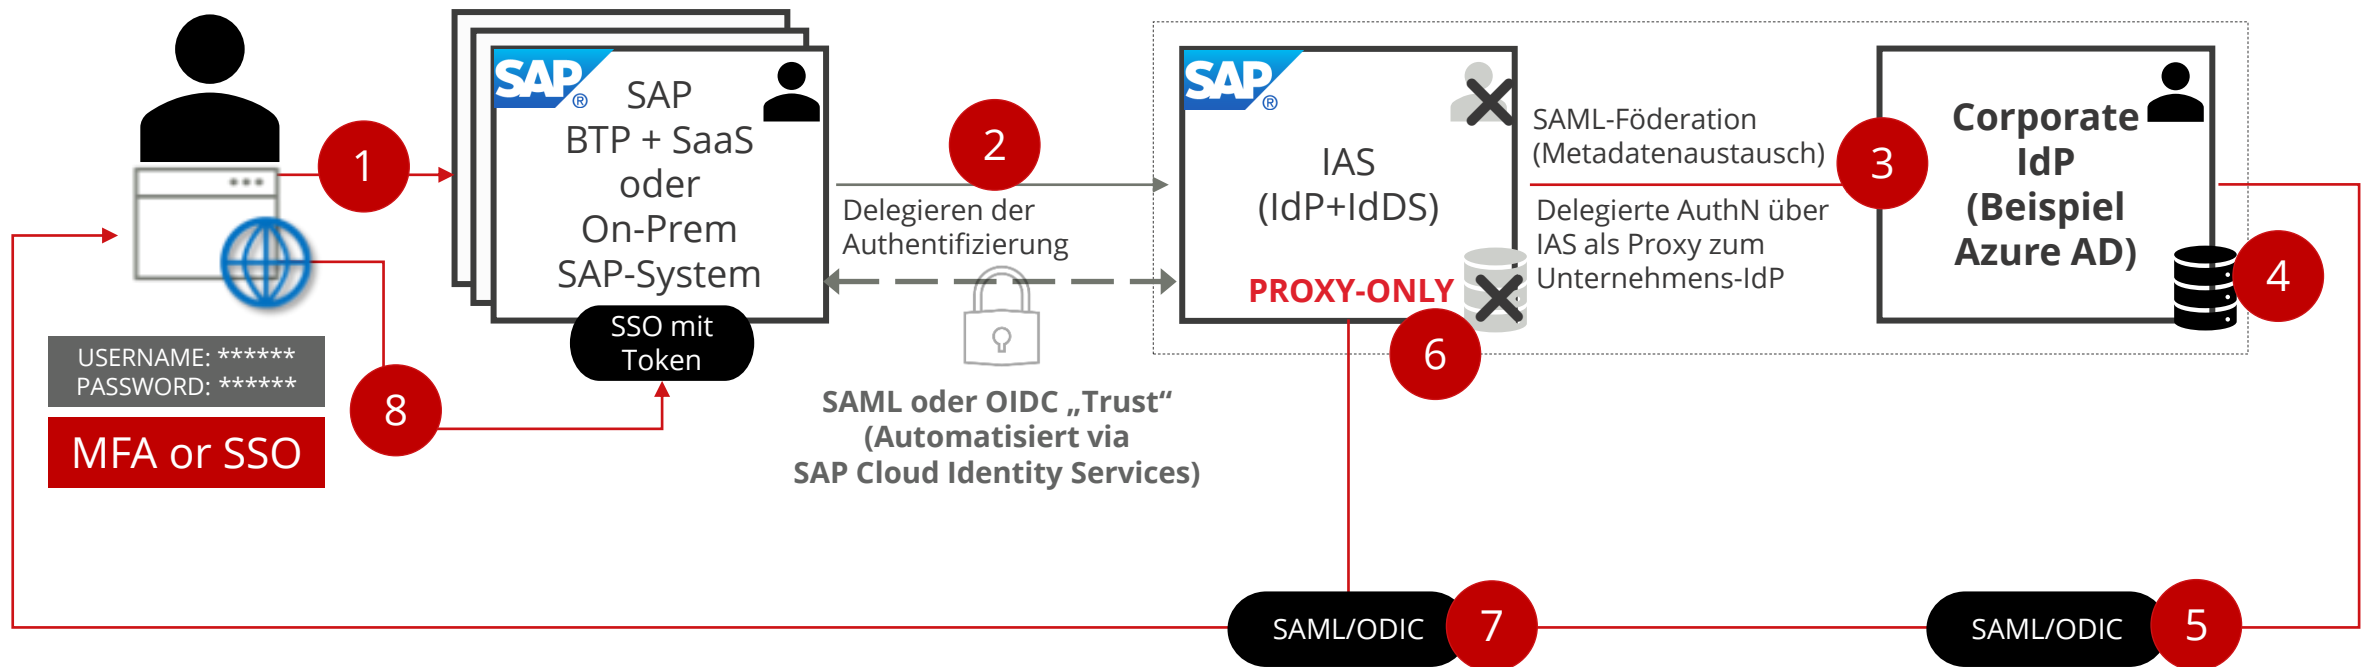 1
SAP®
SAP
BTP + SaaS
oder
On-Prem
SAP-System
SSO mit
Token
2
Delegieren der
Authentifizierung
SAML oder OIDC „Trust“
(Automatisiert via
SAP Cloud Identity Services)
SAP®
IAS
(IdP+IdDS)
PROXY-ONLY
6
SAML-Föderation
(Metadatenaustausch)
3
Delegierte AuthN über
IAS als Proxy zum
Unternehmens-IdP
Corporate
IdP
(Beispiel
Azure AD)
4
USERNAME: ******
PASSWORD: ******
MFA or SSO
8
SAML/ODIC
7
SAML/ODIC
5